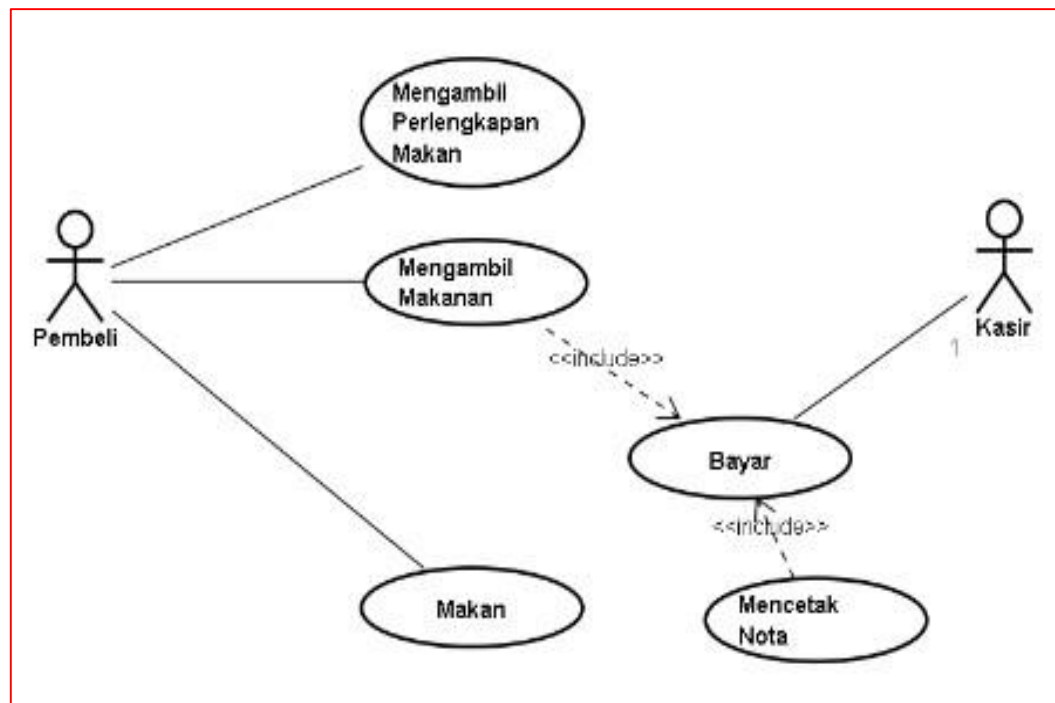 Mengambil
Perlengkapan
Makan
Mengambil
Makanan
Pembeli
Kasir
1
<<include>>
Bayar
<<include>>
Makan
Mencetak
Nota